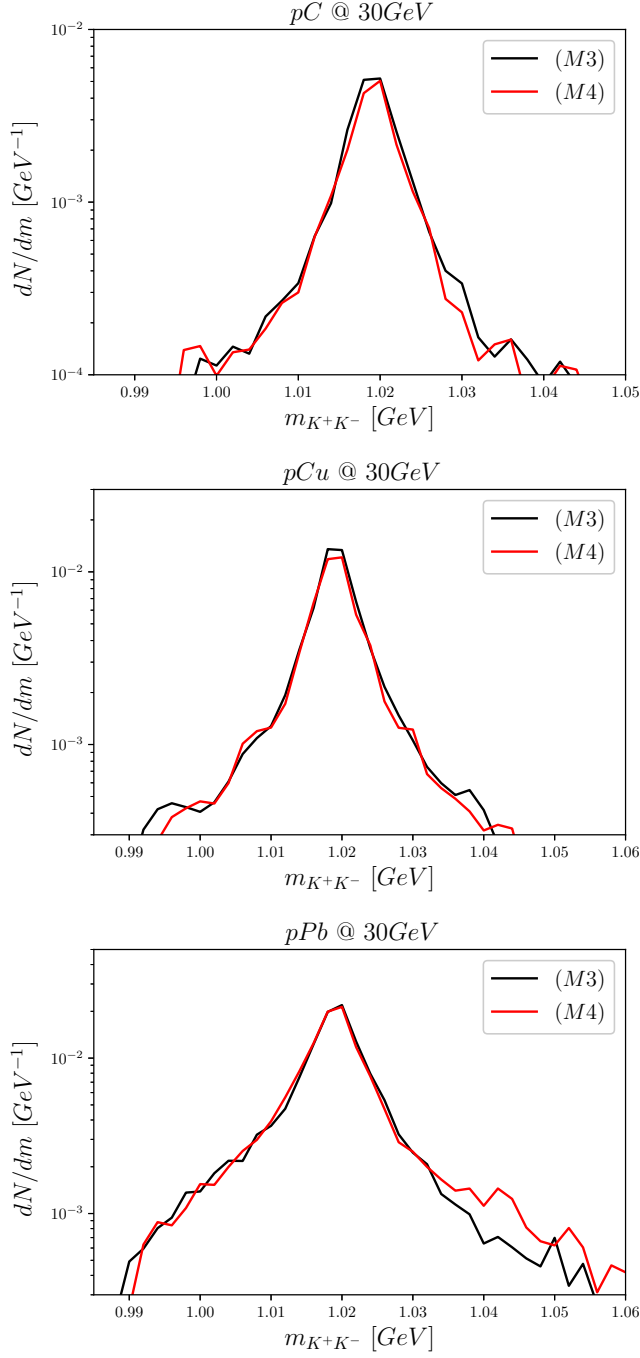 pC @ 30GeV
dN/dm [GeV⁻¹]
10⁻²
10⁻³
10⁻⁴
(M3)
(M4)
0.99 1.00 1.01 1.02 1.03 1.04 1.05
m_{K⁺K⁻} [GeV]
pCu @ 30GeV
dN/dm [GeV⁻¹]
10⁻²
10⁻³
(M3)
(M4)
0.99 1.00 1.01 1.02 1.03 1.04 1.05 1.06
m_{K⁺K⁻} [GeV]
pPb @ 30GeV
dN/dm [GeV⁻¹]
10⁻²
10⁻³
(M3)
(M4)
0.99 1.00 1.01 1.02 1.03 1.04 1.05 1.06
m_{K⁺K⁻} [GeV]